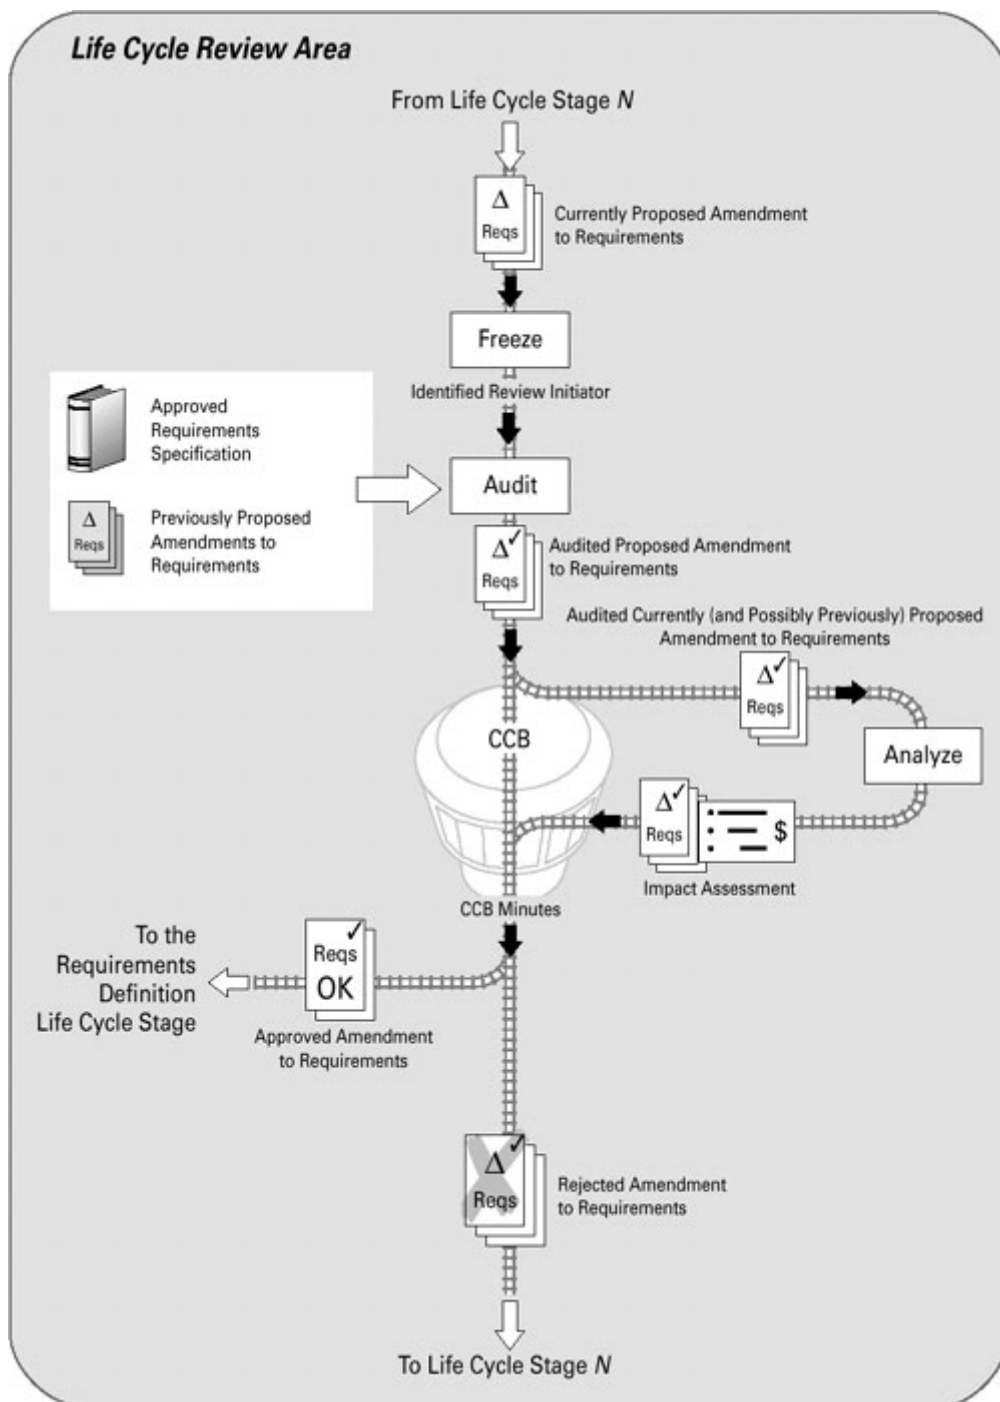 Life Cycle Review Area
From Life Cycle Stage N
Δ
Reqs
Currently Proposed Amendment
to Requirements
Freeze
Identified Review Initiator
Approved
Requirements
Specification
Δ
Reqs
Previously Proposed
Amendments to
Requirements
Audit
Δ✓
Reqs
Audited Proposed Amendment
to Requirements
Audited Currently (and Possibly Previously) Proposed
Amendment to Requirements
Δ✓
Reqs
CCB
Analyze
Δ✓
Reqs
$
Impact Assessment
CCB Minutes
To the
Requirements
Definition
Life Cycle Stage
✓
Reqs
OK
Approved Amendment
to Requirements
✓
Δ
Reqs
Rejected Amendment
to Requirements
To Life Cycle Stage N